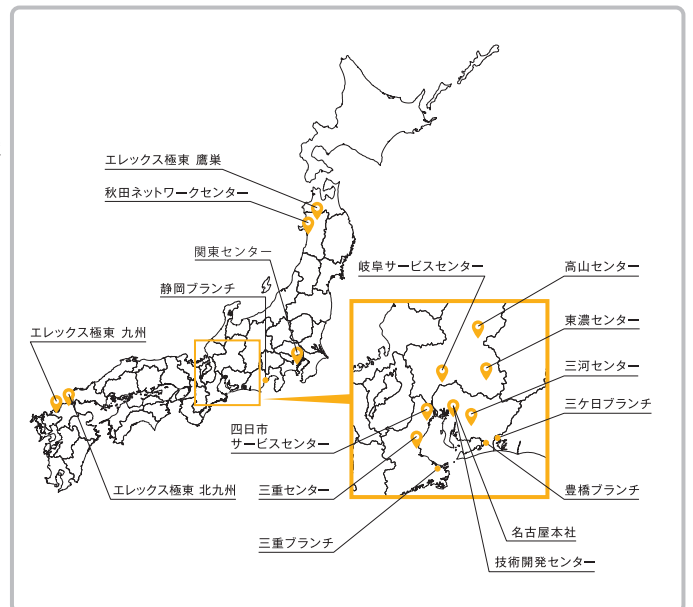 エレックス極東 鷹巣
秋田ネットワークセンター
関東センター
静岡ブランチ
岐阜サービスセンター
高山センター
東濃センター
エレックス極東 九州
三河センター
三ケ日ブランチ
四日市
サービスセンター
エレックス極東 北九州
三重センター
豊橋ブランチ
三重ブランチ
名古屋本社
技術開発センター